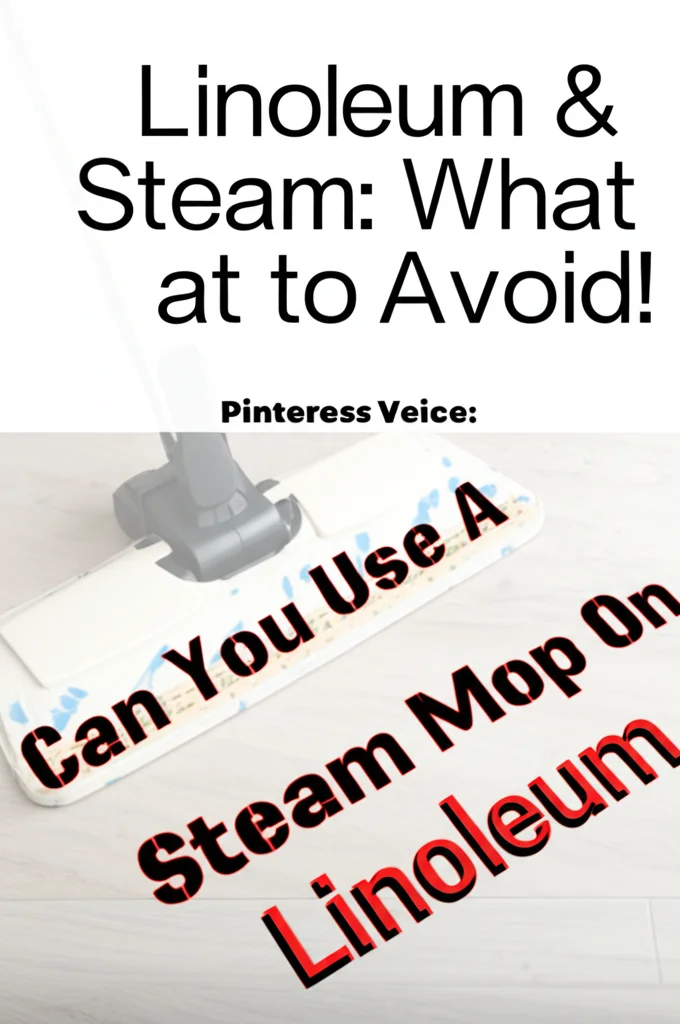 Linoleum &
Steam: What
at to Avoid!
Pinteress Veice:
Can You Use A
Steam Mop On
Linoleum